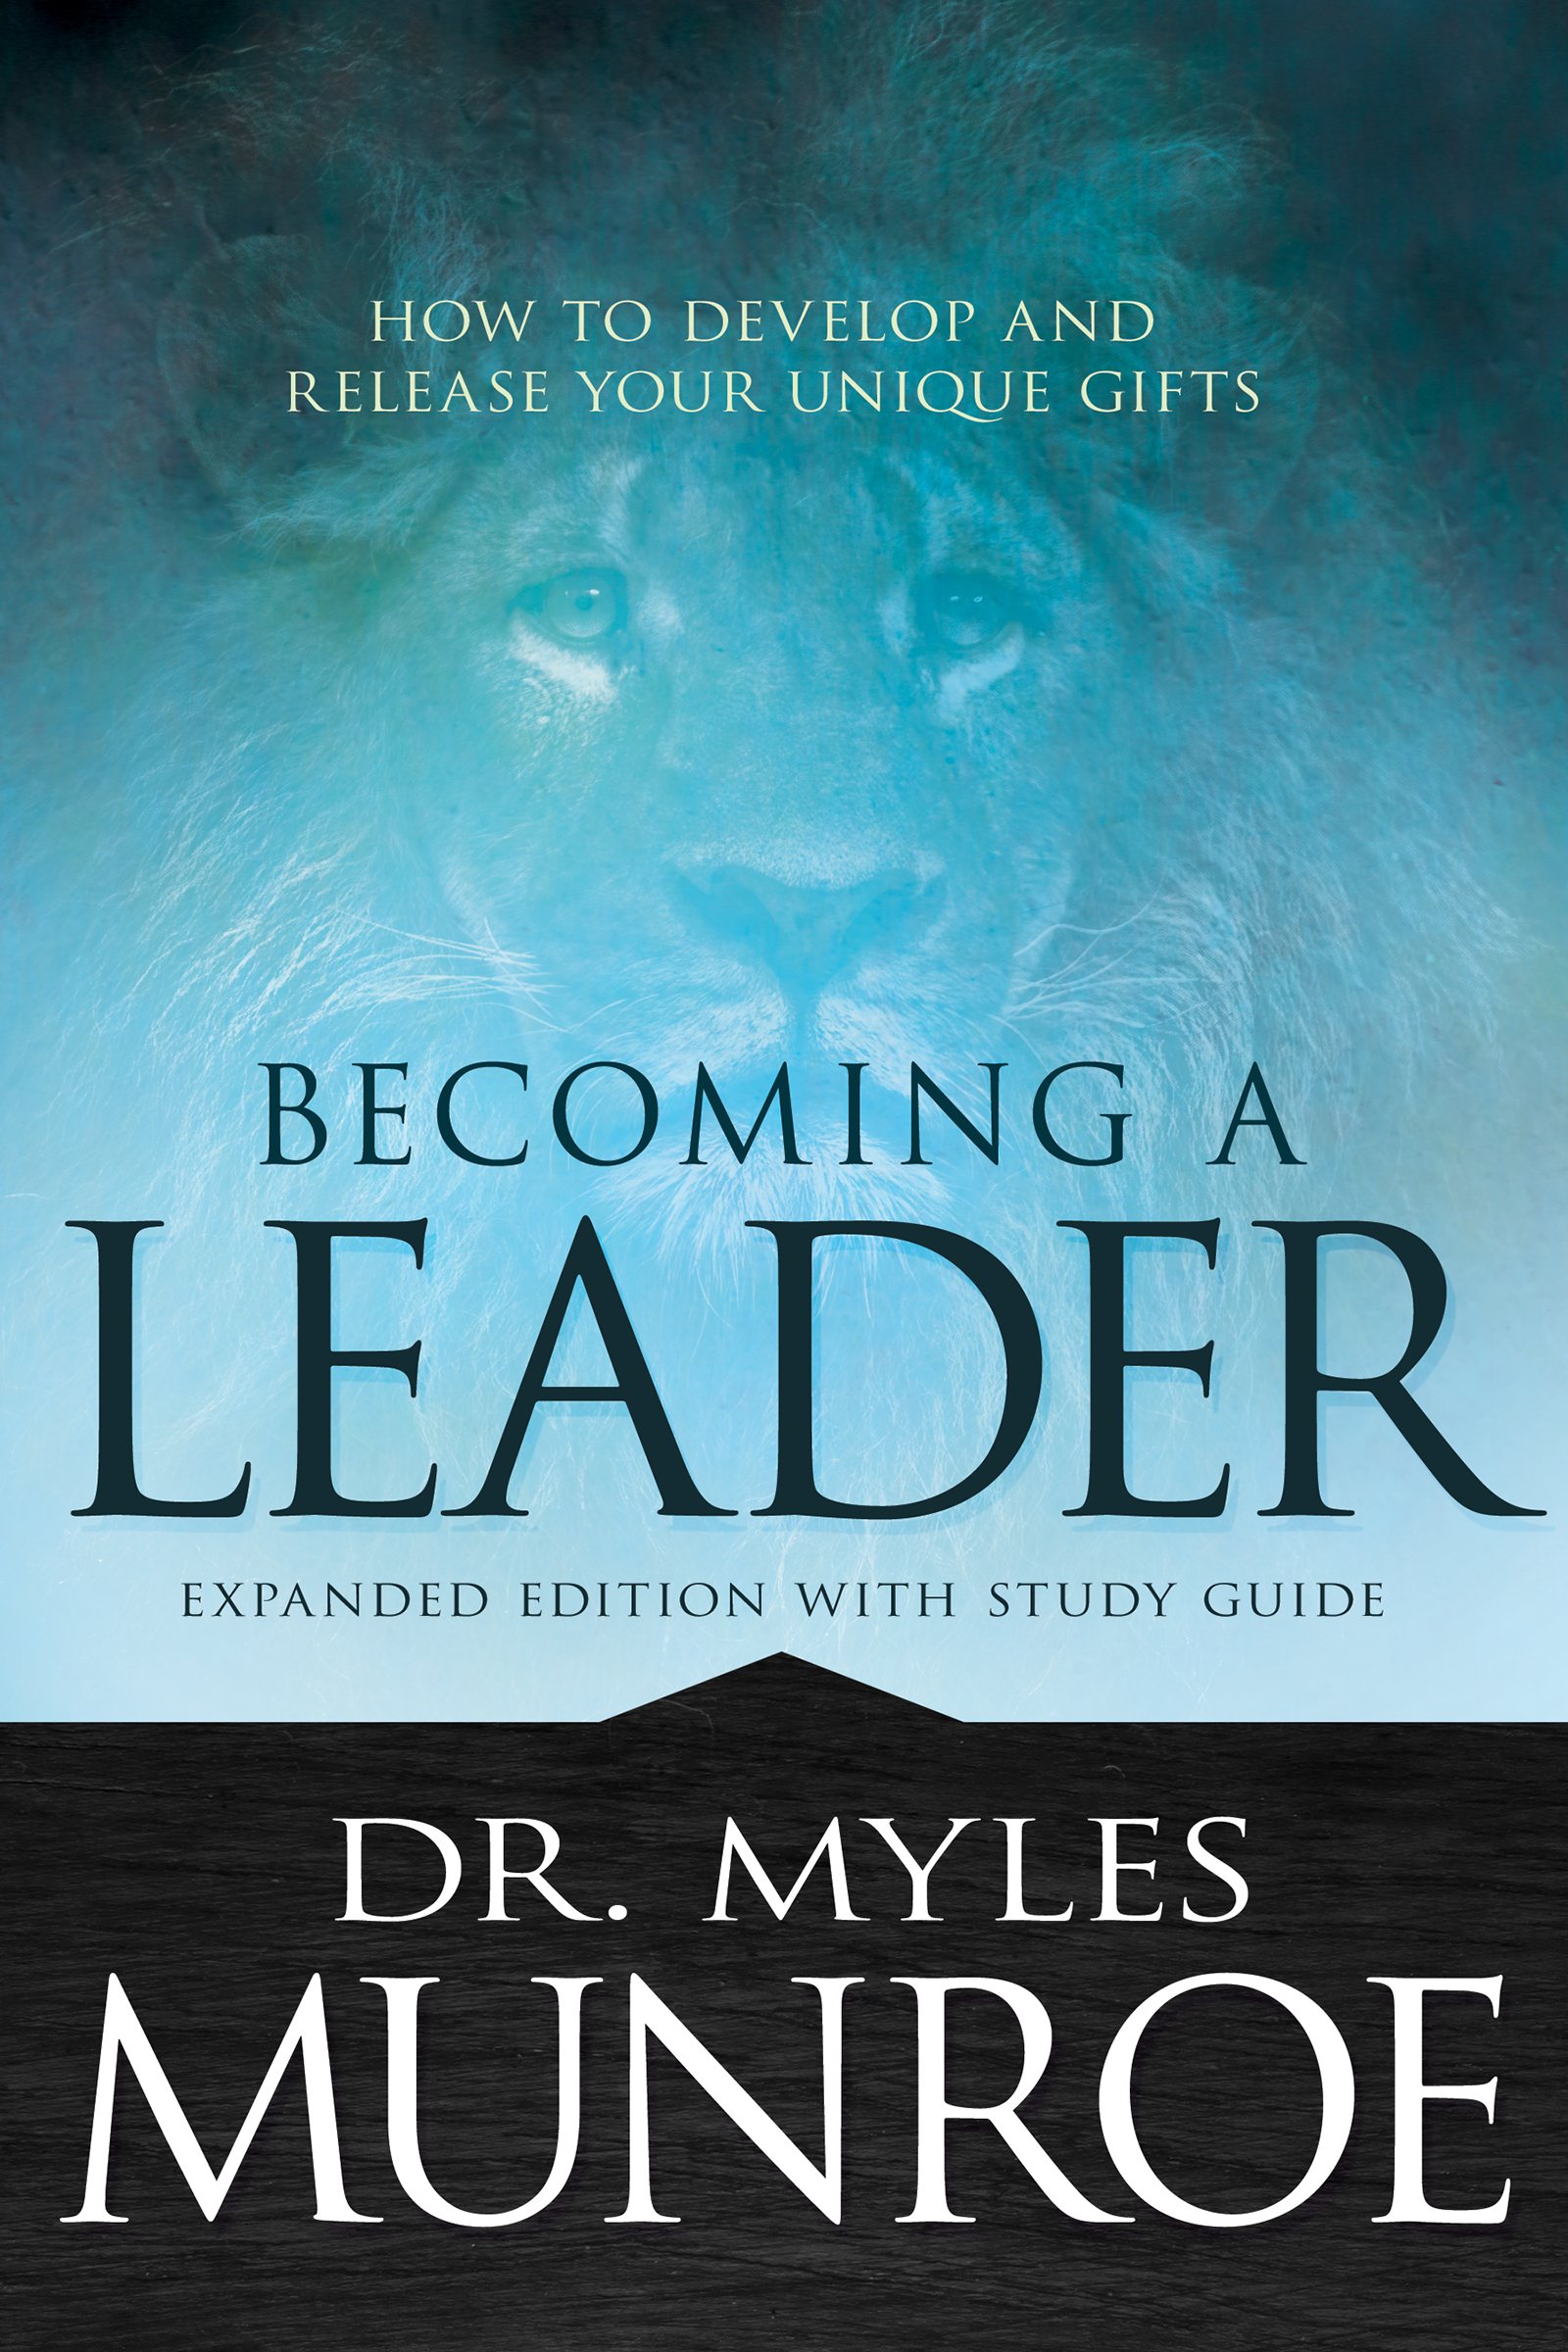 HOW TO DEVELOP AND
RELEASE YOUR UNIQUE GIFTS
BECOMING A
LEADER
EXPANDED EDITION WITH STUDY GUIDE
DR. MYLES
MUNROE